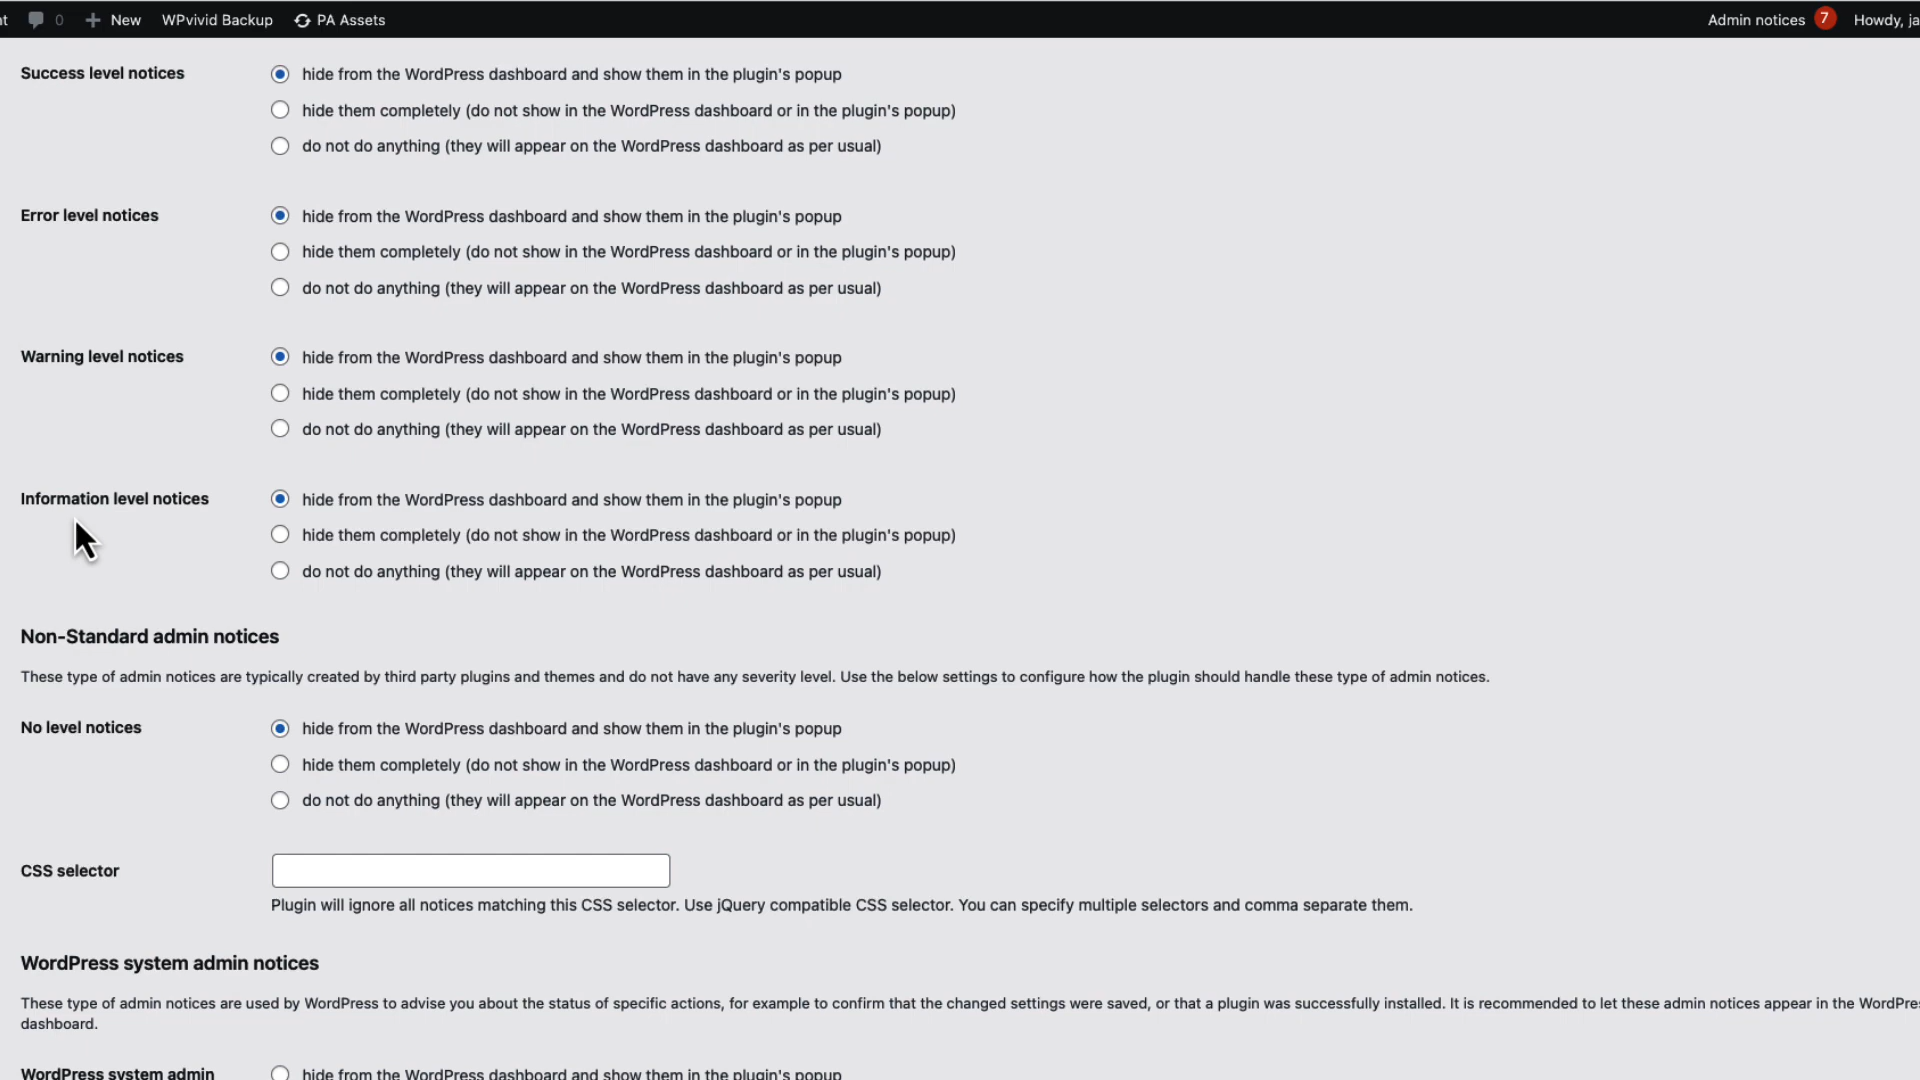 nt 0 New WPvivid Backup PA Assets Admin notices 7 Howdy, ja
Success level notices hide from the WordPress dashboard and show them in the plugin's popup
hide them completely (do not show in the WordPress dashboard or in the plugin's popup)
do not do anything (they will appear on the WordPress dashboard as per usual)
Error level notices hide from the WordPress dashboard and show them in the plugin's popup
hide them completely (do not show in the WordPress dashboard or in the plugin's popup)
do not do anything (they will appear on the WordPress dashboard as per usual)
Warning level notices hide from the WordPress dashboard and show them in the plugin's popup
hide them completely (do not show in the WordPress dashboard or in the plugin's popup)
do not do anything (they will appear on the WordPress dashboard as per usual)
Information level notices hide from the WordPress dashboard and show them in the plugin's popup
hide them completely (do not show in the WordPress dashboard or in the plugin's popup)
do not do anything (they will appear on the WordPress dashboard as per usual)
Non-Standard admin notices
These type of admin notices are typically created by third party plugins and themes and do not have any severity level. Use the below settings to configure how the plugin should handle these type of admin notices.
No level notices hide from the WordPress dashboard and show them in the plugin's popup
hide them completely (do not show in the WordPress dashboard or in the plugin's popup)
do not do anything (they will appear on the WordPress dashboard as per usual)
CSS selector
Plugin will ignore all notices matching this CSS selector. Use jQuery compatible CSS selector. You can specify multiple selectors and comma separate them.
WordPress system admin notices
These type of admin notices are used by WordPress to advise you about the status of specific actions, for example to confirm that the changed settings were saved, or that a plugin was successfully installed. It is recommended to let these admin notices appear in the WordPres
dashboard.
WordPress system admin hide from the WordPress dashboard and show them in the plugin's popup